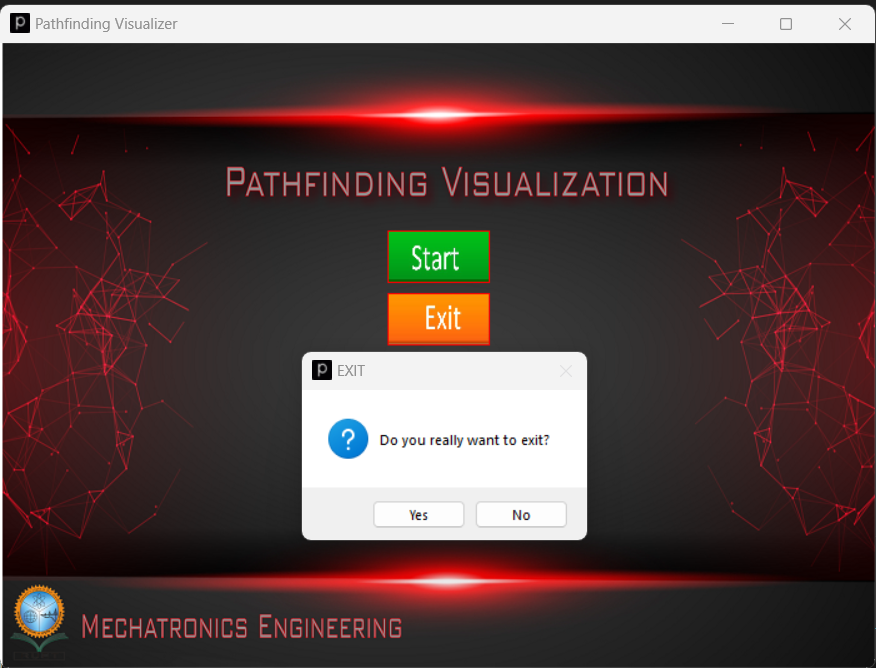 Pathfinding Visualizer
PATHFINDING VISUALIZATION
Start
Exit
EXIT
Do you really want to exit?
Yes
No
MECHATRONICS ENGINEERING